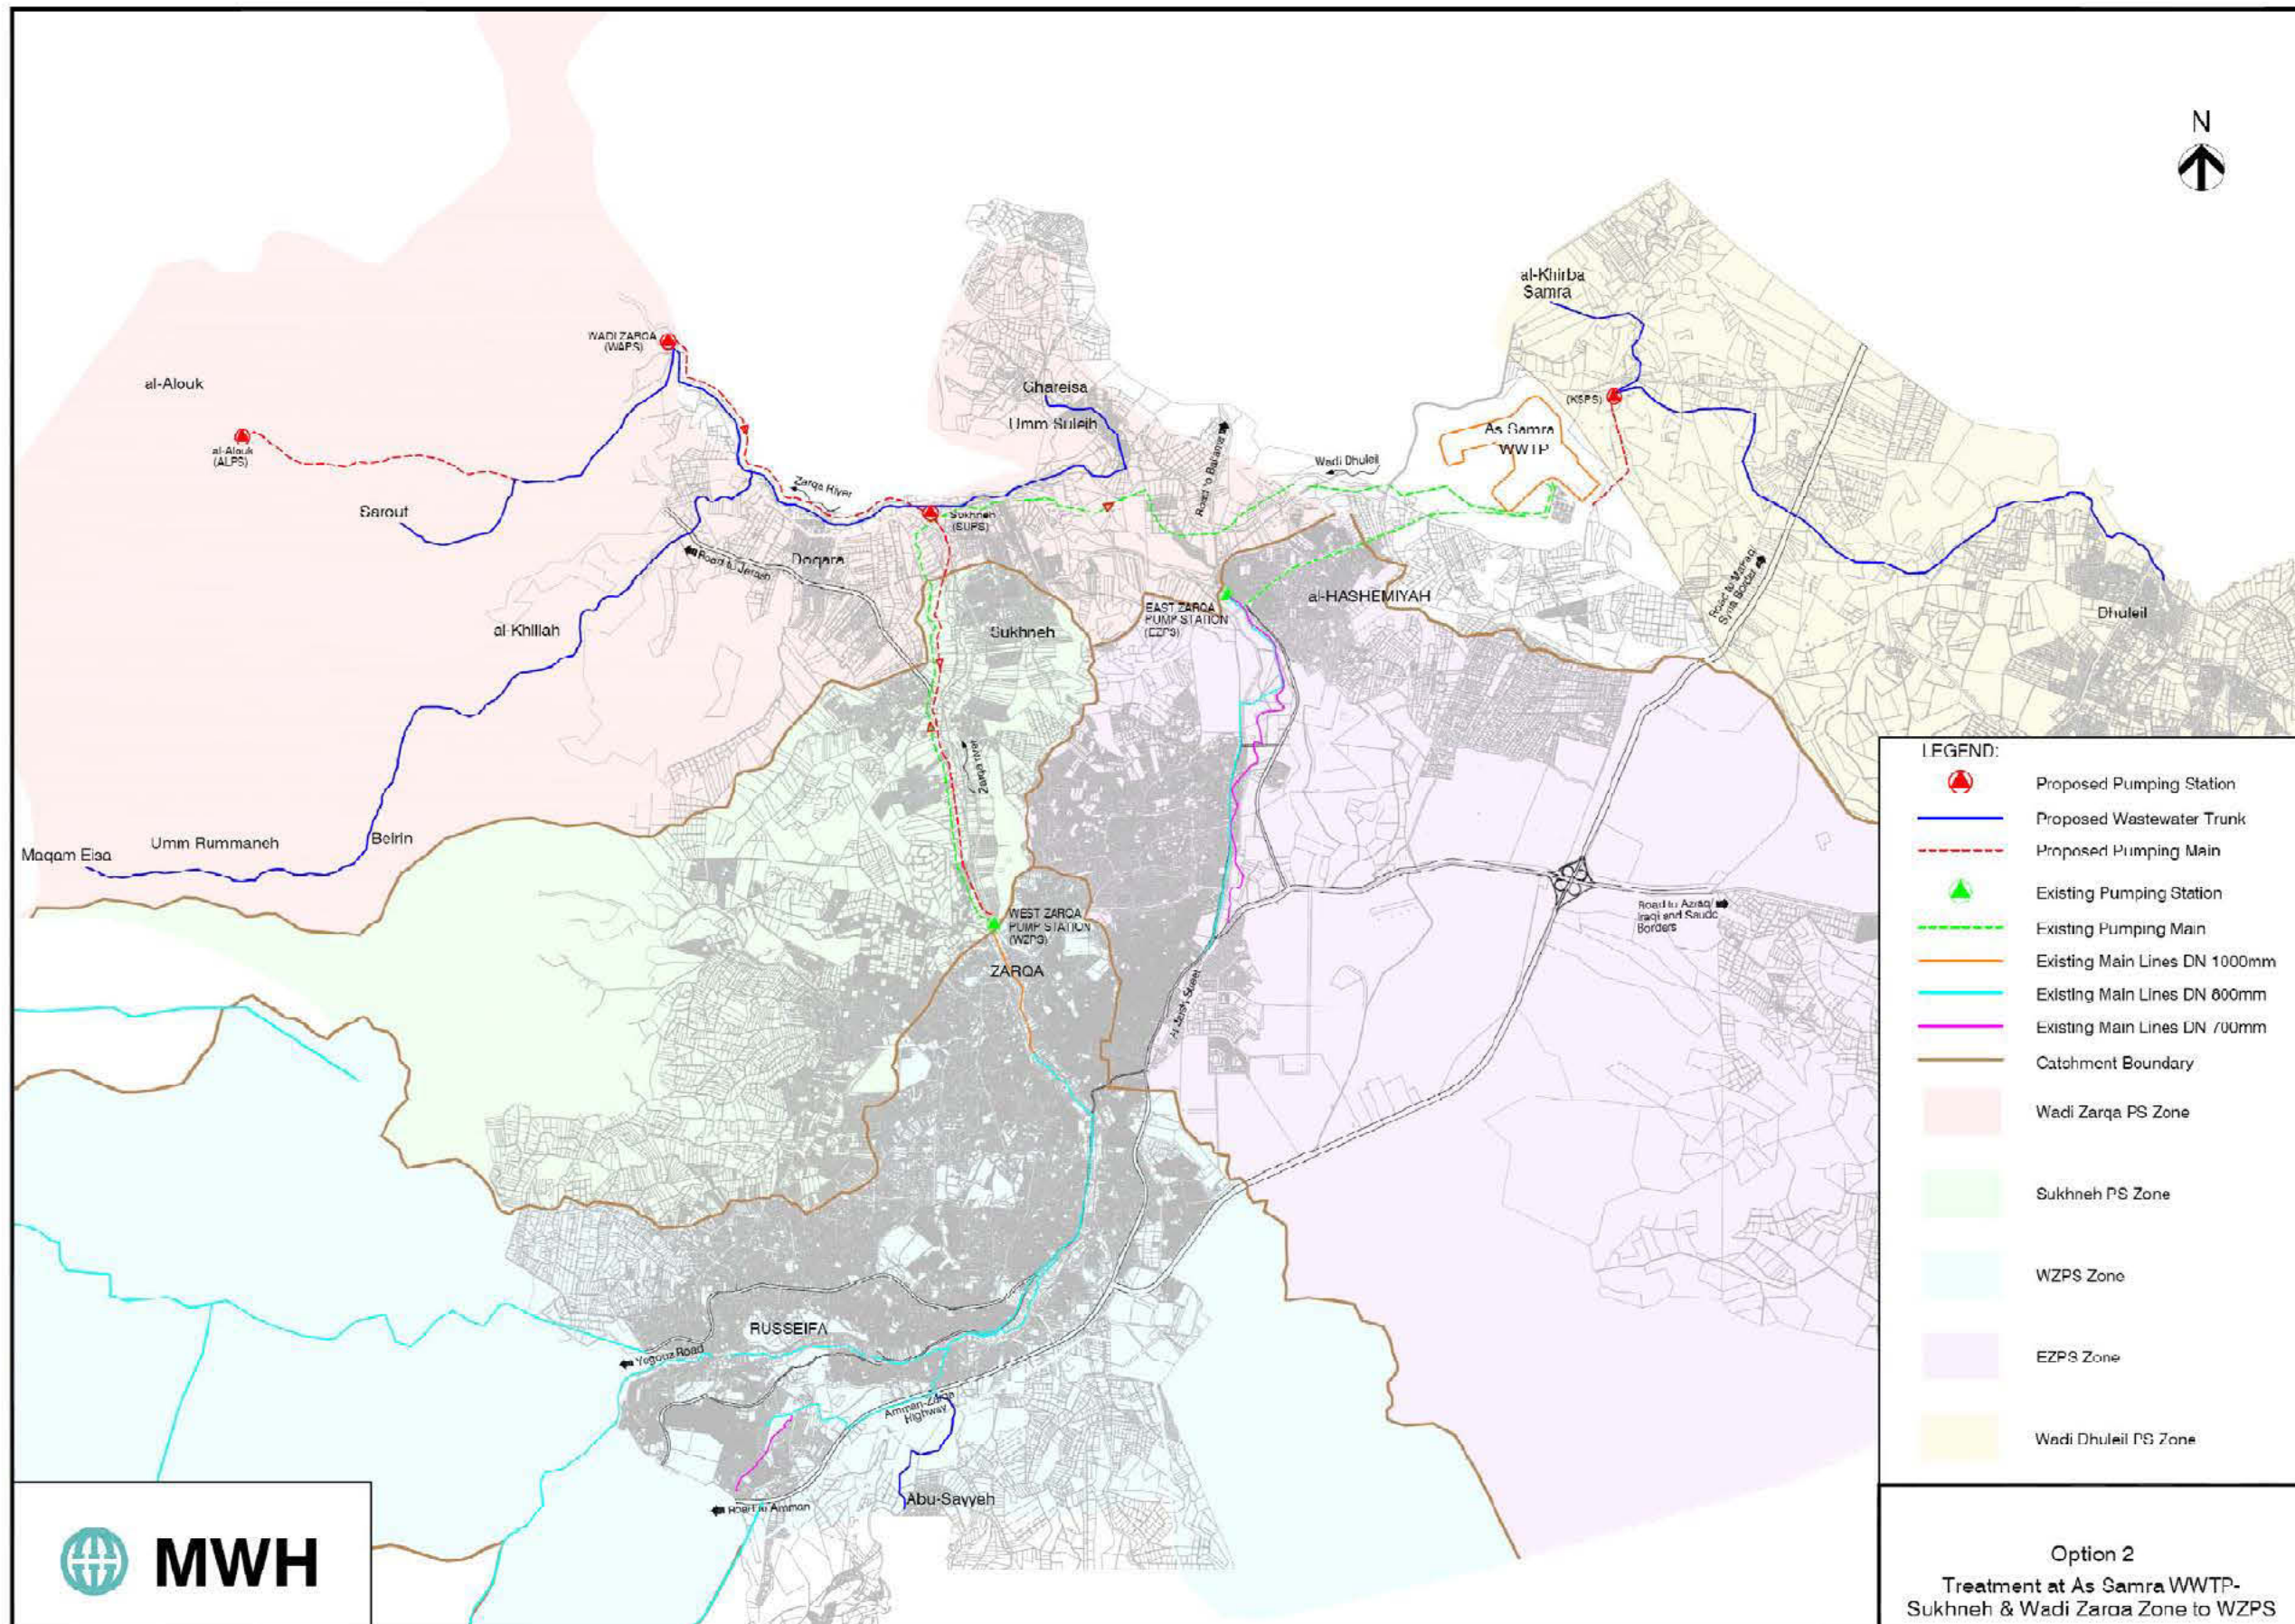 N
al-Khirba
Samra
WADI ZARQA
(WAPS)
al-Alouk
Ghareisa
(KSPS)
Umm Suleih
As Samra
WWTP
al-Alouk
(ALPS)
Road to Bal'ama
Wadi Dhuleil
Zarqa River
Sarout
Sukhneh
(SUPS)
Doqara
Road to Jerash
Road to Mafraq/
Syria Border
EAST ZARQA
PUMP STATION
(EZPS)
al-HASHEMIYAH
Dhuleil
al-Khillah
Sukhneh
Zarqa river
LEGEND:
Proposed Pumping Station
Proposed Wastewater Trunk
Proposed Pumping Main
Existing Pumping Station
Existing Pumping Main
Existing Main Lines DN 1000mm
Existing Main Lines DN 800mm
Existing Main Lines DN 700mm
Catchment Boundary
Wadi Zarqa PS Zone
Sukhneh PS Zone
WZPS Zone
EZPS Zone
Wadi Dhuleil PS Zone
Maqam Eisa
Umm Rummaneh
Beirin
WEST ZARQA
PUMP STATION
(WZPS)
ZARQA
Road to Azraq/
Iraqi and Saudi
Borders
Al Jaish Street
RUSSEIFA
Yogouz Road
Amman-Zarqa
Highway
Abu-Sayyeh
Road to Amman
MWH
Option 2
Treatment at As Samra WWTP-
Sukhneh & Wadi Zarqa Zone to WZPS